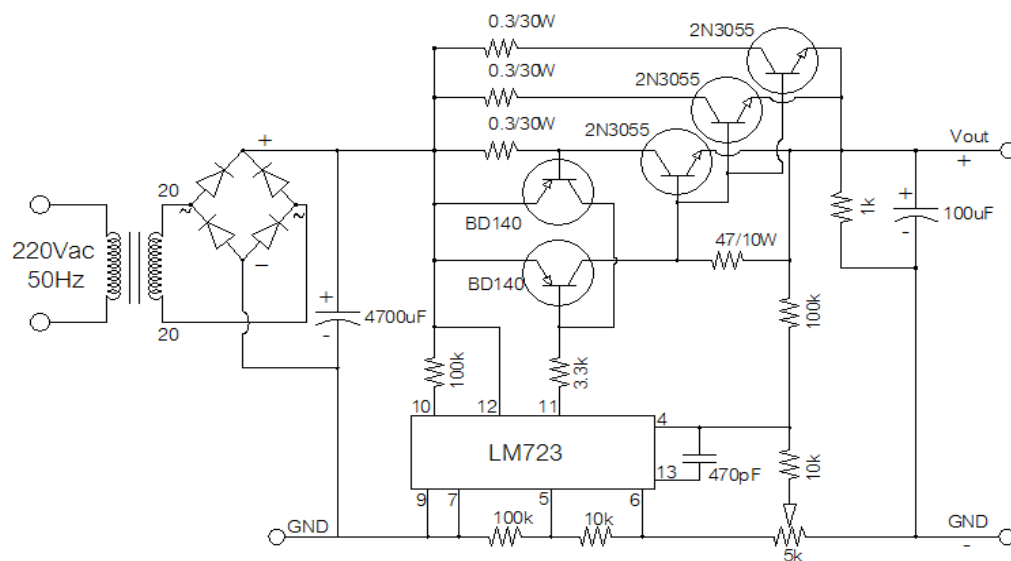 0.3/30W
2N3055
0.3/30W
2N3055
0.3/30W
2N3055
Vout
+
+
20
~
~
BD140
1k
+
100uF
-
220Vac
50Hz
47/10W
-
BD140
+
4700uF
-
20
100k
100k
3.3k
10
12
11
4
LM723
10k
13
470pF
9
7
5
6
GND
100k
10k
GND
-
5k